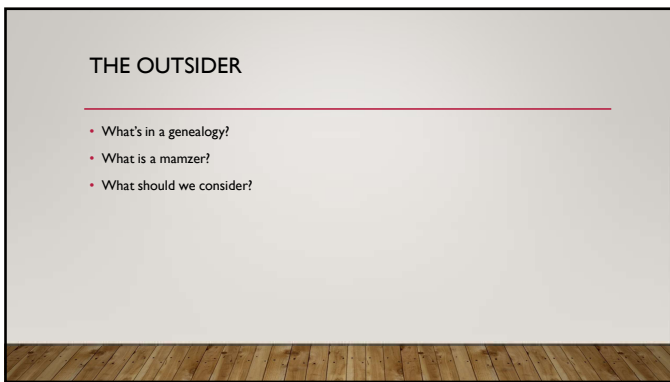 THE OUTSIDER
• What's in a genealogy?
• What is a mamzer?
• What should we consider?